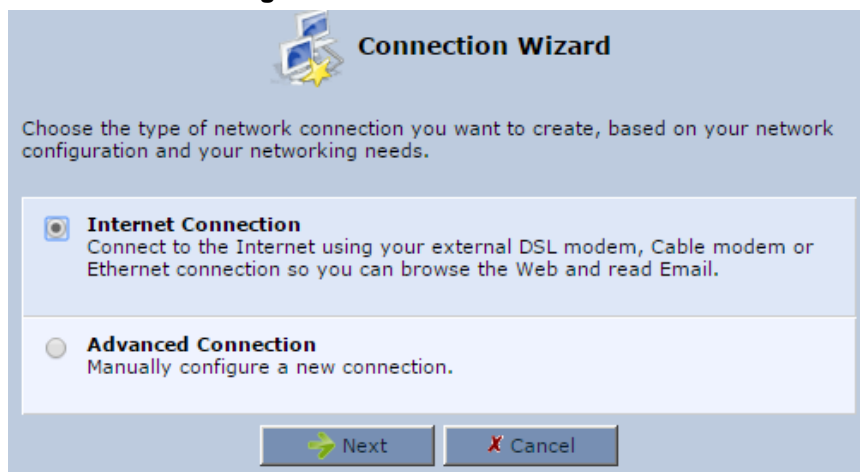 Connection Wizard
Choose the type of network connection you want to create, based on your network
configuration and your networking needs.
Internet Connection
Connect to the Internet using your external DSL modem, Cable modem or
Ethernet connection so you can browse the Web and read Email.
Advanced Connection
Manually configure a new connection.
Next
Cancel